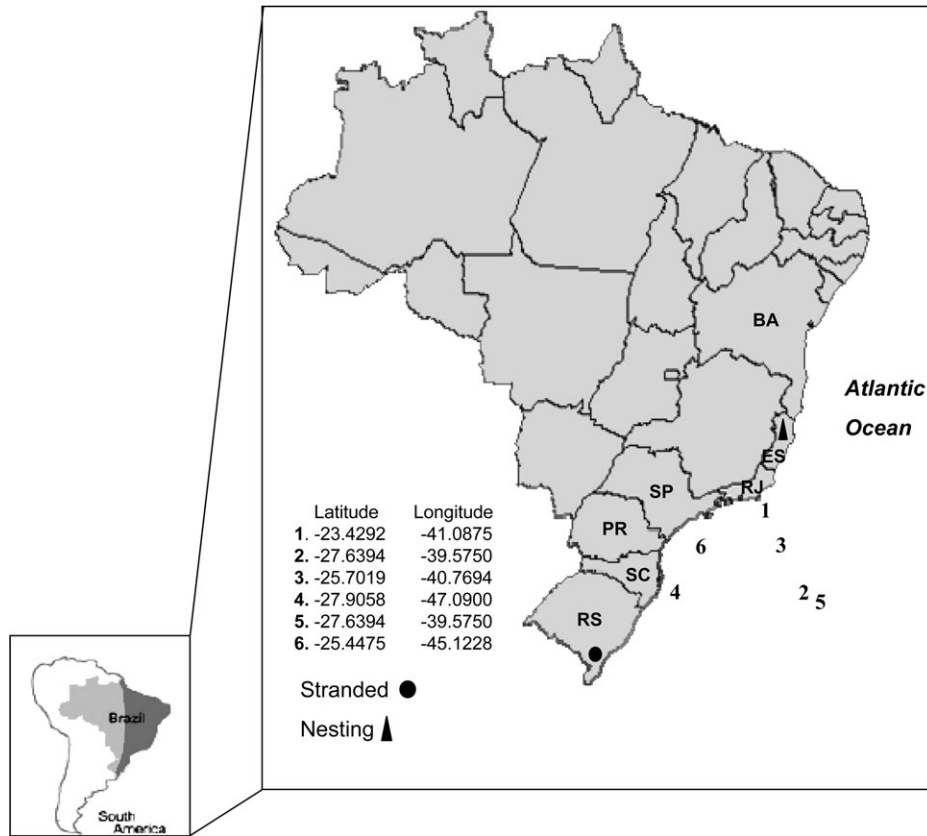 BA
Atlantic
Ocean
ES
RJ
SP
1
PR
6
3
SC
4
2
5
RS
Latitude Longitude
1. -23.4292 -41.0875
2. -27.6394 -39.5750
3. -25.7019 -40.7694
4. -27.9058 -47.0900
5. -27.6394 -39.5750
6. -25.4475 -45.1228
Stranded
Nesting
Brazil
South
America